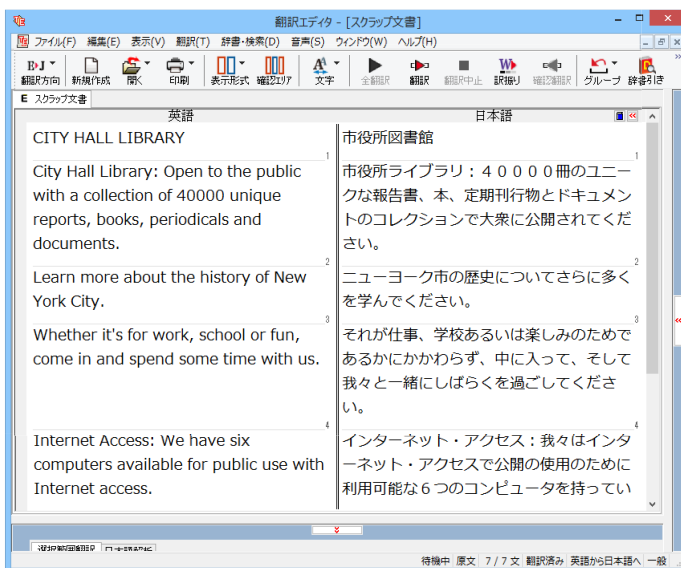 翻訳エディタ - [スクラップ文書]
ファイル(F) 編集(E) 表示(V) 翻訳(T) 辞書・検索(D) 音声(S) ウィンドウ(W) ヘルプ(H)
翻訳方向 新規作成 開く 印刷 表示形式 確認エリア 文字 全翻訳 翻訳 翻訳中止 訳振り 確認翻訳 グループ 辞書引き
E スクラップ文書
英語 日本語
CITY HALL LIBRARY
1
City Hall Library: Open to the public
with a collection of 40000 unique
reports, books, periodicals and
documents.
2
Learn more about the history of New
York City.
3
Whether it's for work, school or fun,
come in and spend some time with us.
4
Internet Access: We have six
computers available for public use with
Internet access.
市役所図書館
1
市役所ライブラリ：４００００冊のユニー
クな報告書、本、定期刊行物とドキュメン
トのコレクションで大衆に公開されてくだ
さい。
2
ニューヨーク市の歴史についてさらに多く
を学んでください。
3
それが仕事、学校あるいは楽しみのためで
あるかにかかわらず、中に入って、そして
我々と一緒にしばらくを過ごしてくださ
い。
4
インターネット・アクセス：我々はインタ
ーネット・アクセスで公開の使用のために
利用可能な６つのコンピュータを持ってい
選択範囲翻訳 日本語解析
待機中 原文 7 / 7 文 翻訳済み 英語から日本語へ 一般